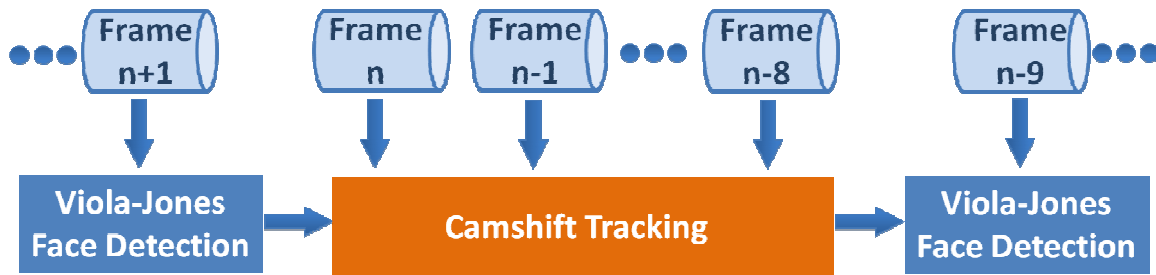 Frame
n+1
Frame
n
Frame
n-1
Frame
n-8
Frame
n-9
Viola-Jones
Face Detection
Camshift Tracking
Viola-Jones
Face Detection